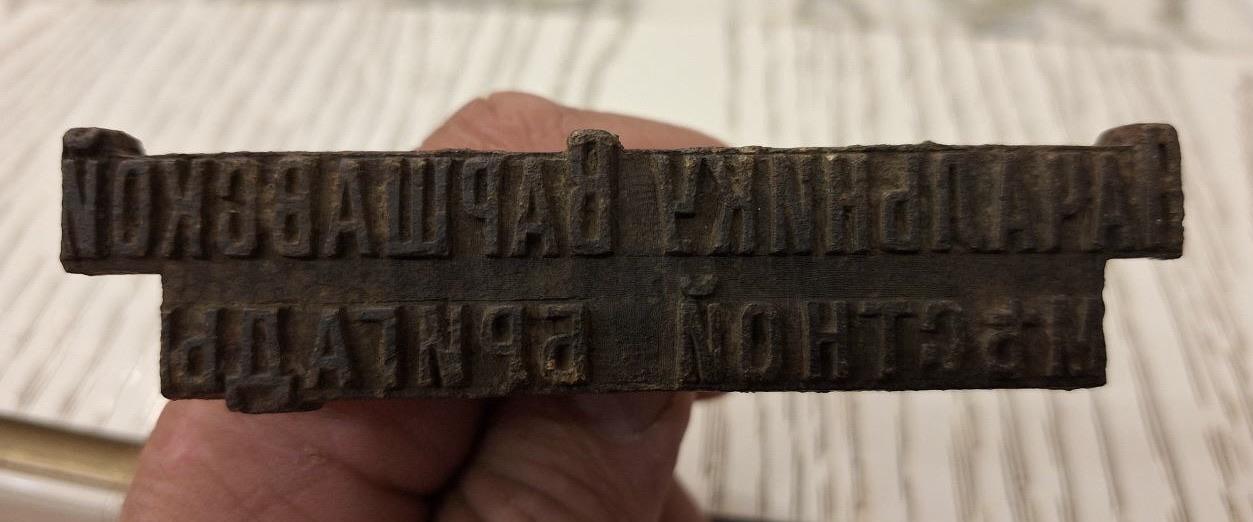 НАЧАЛЬНИКУ ВАРШАВСКОЙ
МѢСТНОЙ БРИГАДЫ